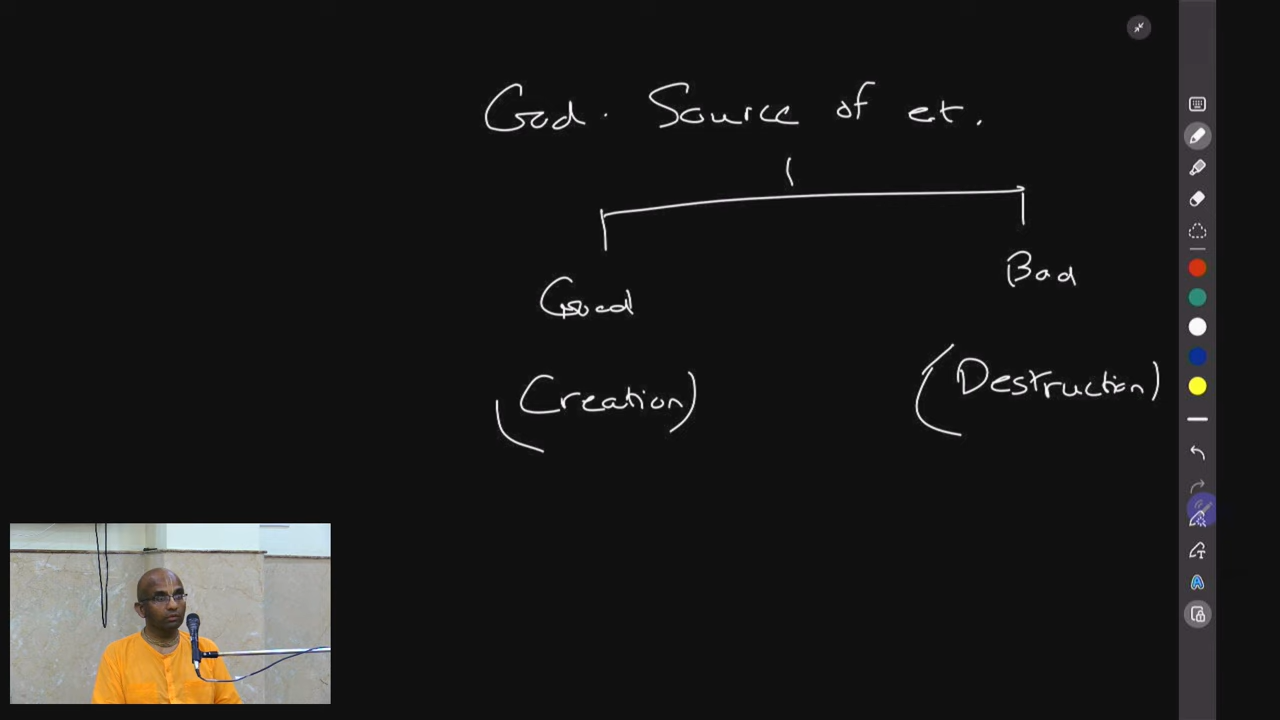 God. Source of et.
Good
Bad
(Creation)
(Destruction)